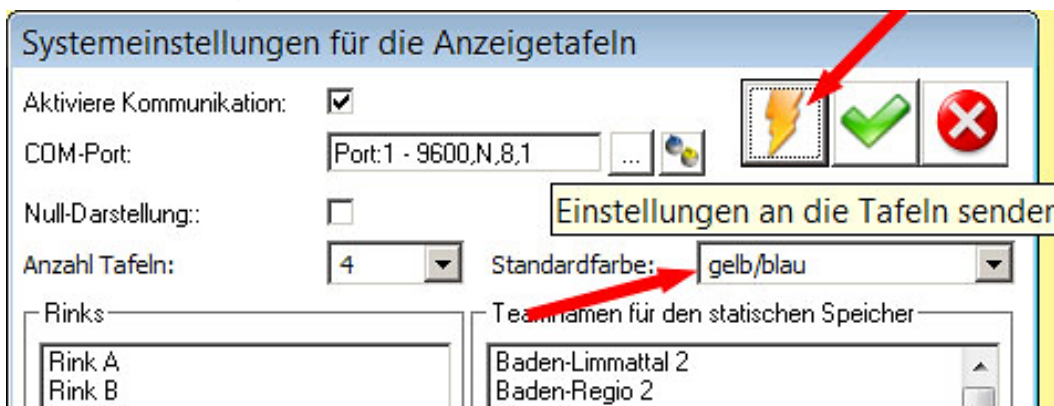 Systemeinstellungen für die Anzeigetafeln
Aktiviere Kommunikation:
COM-Port: Port:1 - 9600,N,8,1 ...
Null-Darstellung::
Einstellungen an die Tafeln sender
Anzahl Tafeln: 4 Standardfarbe: gelb/blau
Rinks
Teamnamen für den statischen Speicher
Rink A
Rink B
Baden-Limmattal 2
Baden-Regio 2